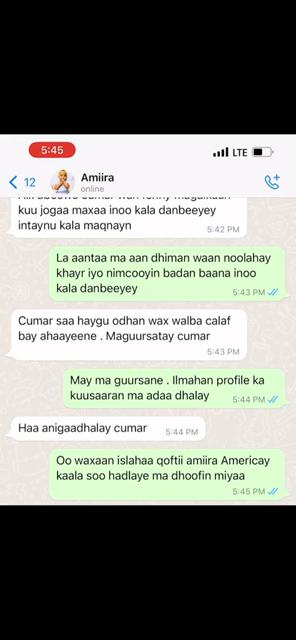 5:45
LTE
12
Amiira
online
kuu jogaa maxaa inoo kala danbeeyey
intaynu kala maqnayn
5:42 PM
La aantaa ma aan dhiman waan noolahay
khayr iyo nimcooyin badan baana inoo
kala danbeeyey
5:43 PM
Cumar saa haygu odhan wax walba calaf
bay ahaayeene . Maguursatay cumar
5:43 PM
May ma guursane . Ilmahan profile ka
kuusaaran ma adaa dhalay
5:44 PM
Haa anigaadhalay cumar
5:44 PM
Oo waxaan islahaa qoftii amiira Americay
kaala soo hadlaye ma dhoofin miyaa
5:45 PM